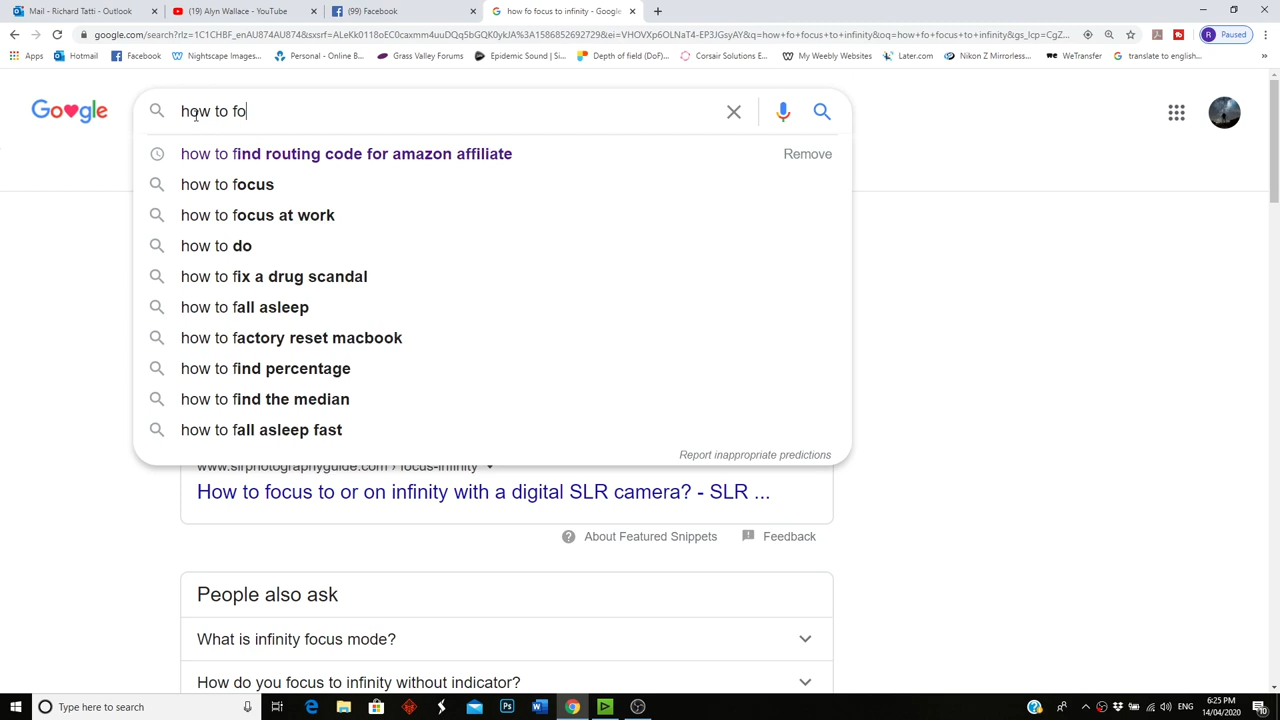 Mail - Richard Tatti - Outlook
(19) Alyn Wallace - YouTube
(99) Facebook
how fo focus to infinity - Google
google.com/search?rlz=1C1CHBF_enAU874AU874&sxsrf=ALeKk0118oEC0caxmm4uuDQq5bGQK0ykJA%3A1586852692729&ei=VHOVXp6OLNaT4-EP3JGsyAY&q=how+fo+focus+to+infinity&oq=how+fo+focus+to+infinity&gs_lcp=CgZ...
R Paused
Apps
Hotmail
Facebook
Nightscape Images...
Personal - Online B...
Grass Valley Forums
Epidemic Sound | Si...
Depth of field (DoF)...
Corsair Solutions E...
My Weebly Websites
Later.com
Nikon Z Mirrorless...
WeTransfer
translate to english...
Google
how to fo
how to find routing code for amazon affiliate
Remove
how to focus
how to focus at work
how to do
how to fix a drug scandal
how to fall asleep
how to factory reset macbook
how to find percentage
how to find the median
how to fall asleep fast
Report inappropriate predictions
www.slrphotographyguide.com › focus-infinity
How to focus to or on infinity with a digital SLR camera? - SLR ...
About Featured Snippets
Feedback
People also ask
What is infinity focus mode?
How do you focus to infinity without indicator?
Type here to search
ENG
6:25 PM
14/04/2020
10